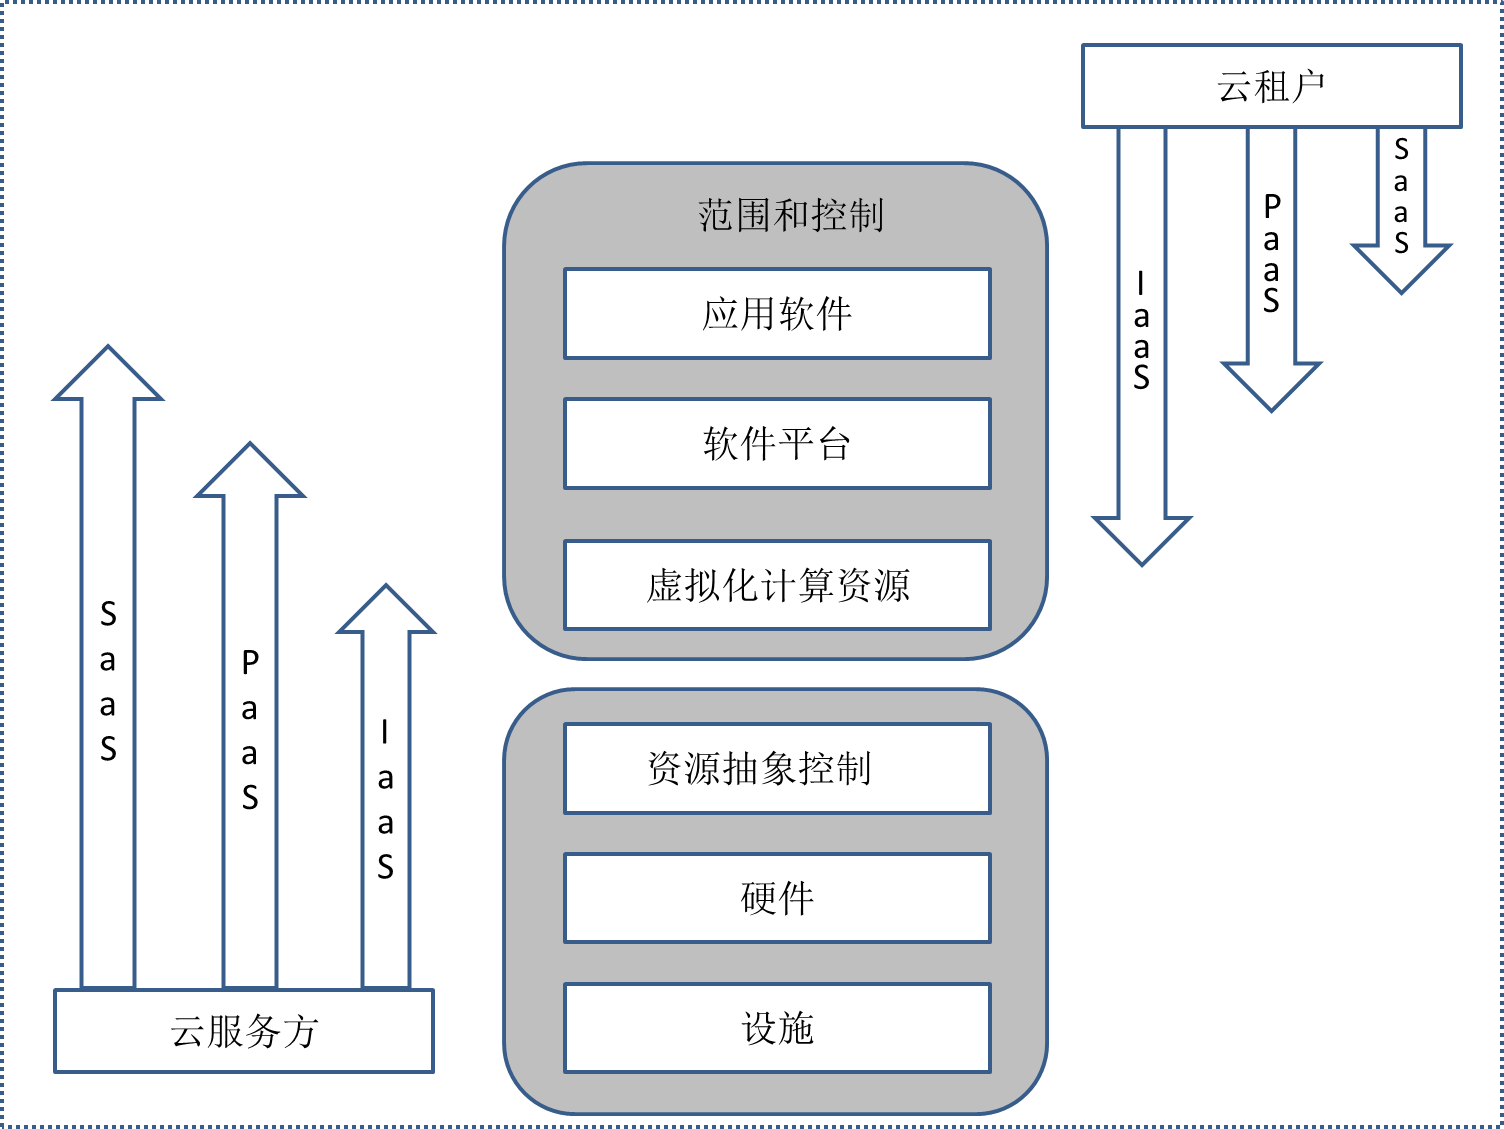 云租户
IaaS
PaaS
SaaS
范围和控制
应用软件
软件平台
虚拟化计算资源
资源抽象控制
硬件
设施
SaaS
PaaS
IaaS
云服务方